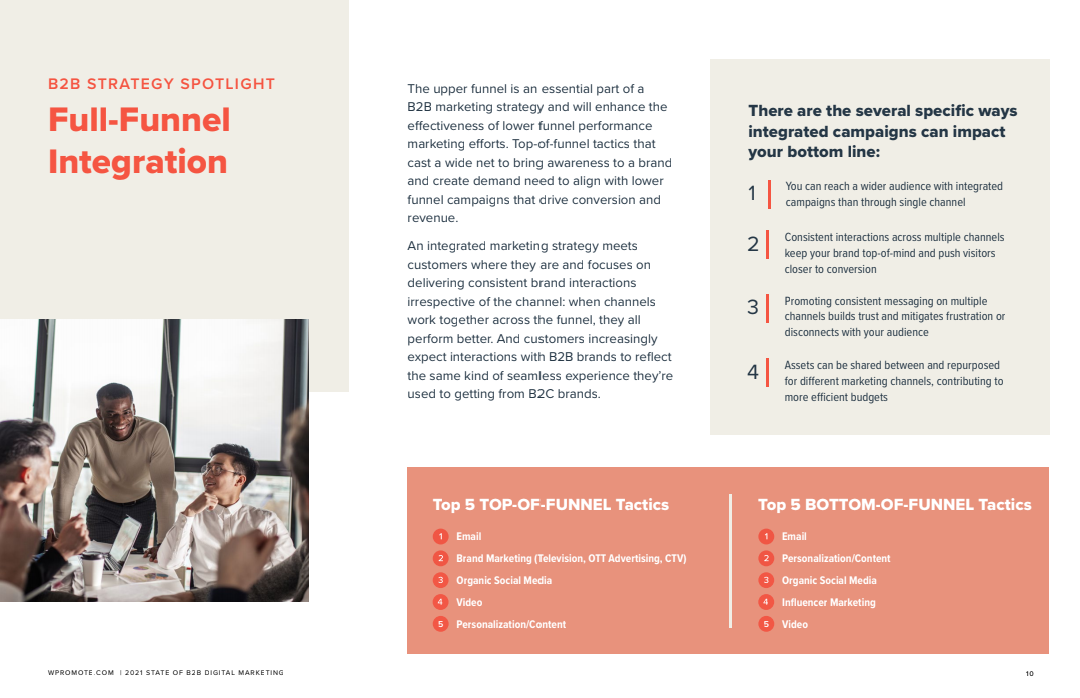 B2B STRATEGY SPOTLIGHT
Full-Funnel
Integration
The upper funnel is an essential part of a
B2B marketing strategy and will enhance the
effectiveness of lower funnel performance
marketing efforts. Top-of-funnel tactics that
cast a wide net to bring awareness to a brand
and create demand need to align with lower
funnel campaigns that drive conversion and
revenue.
An integrated marketing strategy meets
customers where they are and focuses on
delivering consistent brand interactions
irrespective of the channel: when channels
work together across the funnel, they all
perform better. And customers increasingly
expect interactions with B2B brands to reflect
the same kind of seamless experience they’re
used to getting from B2C brands.
There are the several specific ways
integrated campaigns can impact
your bottom line:
1 You can reach a wider audience with integrated
campaigns than through single channel
2 Consistent interactions across multiple channels
keep your brand top-of-mind and push visitors
closer to conversion
3 Promoting consistent messaging on multiple
channels builds trust and mitigates frustration or
disconnects with your audience
4 Assets can be shared between and repurposed
for different marketing channels, contributing to
more efficient budgets
Top 5 TOP-OF-FUNNEL Tactics
1 Email
2 Brand Marketing (Television, OTT Advertising, CTV)
3 Organic Social Media
4 Video
5 Personalization/Content
Top 5 BOTTOM-OF-FUNNEL Tactics
1 Email
2 Personalization/Content
3 Organic Social Media
4 Influencer Marketing
5 Video
WPROMOTE.COM | 2021 STATE OF B2B DIGITAL MARKETING
10